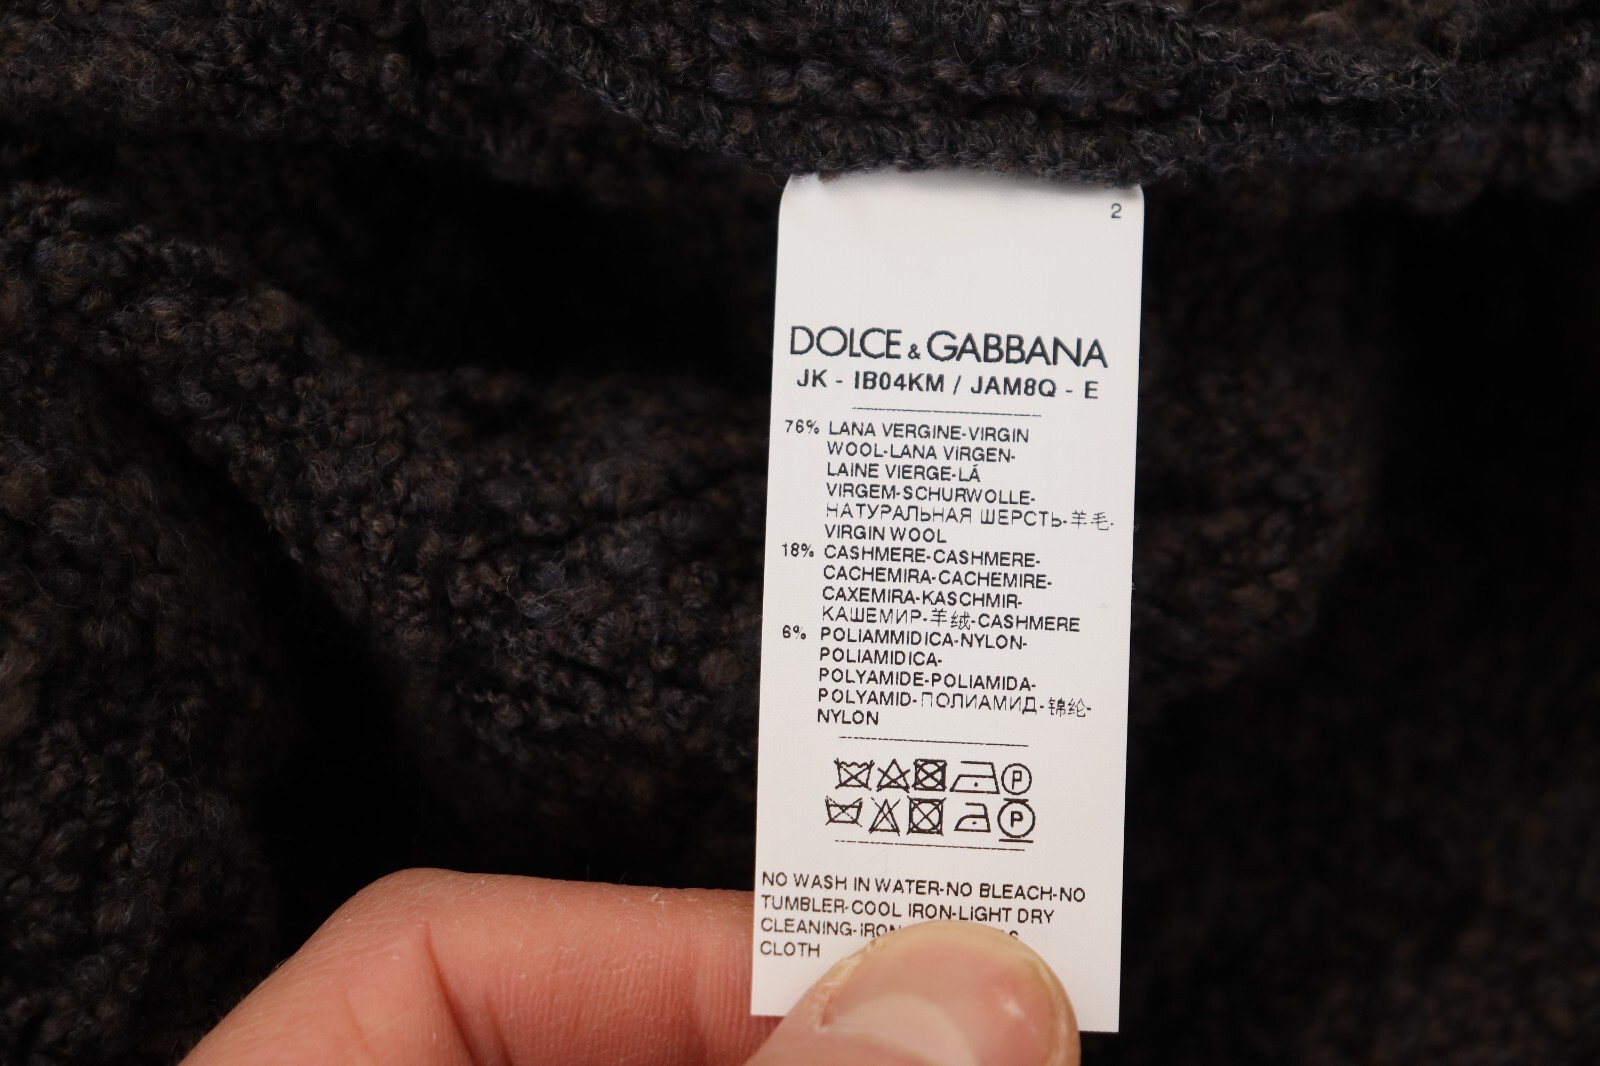 2
DOLCE & GABBANA
JK - IB04KM / JAM8Q - E
76% LANA VERGINE-VIRGIN
WOOL-LANA VIRGEN-
LAINE VIERGE-LÁ
VIRGEM-SCHURWOLLE-
НАТУРАЛЬНАЯ ШЕРСТЬ-羊毛-
VIRGIN WOOL
18% CASHMERE-CASHMERE-
CACHEMIRA-CACHEMIRE-
CAXEMIRA-KASCHMIR-
КАШЕМИР-羊绒-CASHMERE
6% POLIAMMIDICA-NYLON-
POLIAMIDICA-
POLYAMIDE-POLIAMIDA-
POLYAMID-ПОЛИАМИД-锦纶-
NYLON
P
P
NO WASH IN WATER-NO BLEACH-NO
TUMBLER-COOL IRON-LIGHT DRY
CLEANING-IRON
CLOTH